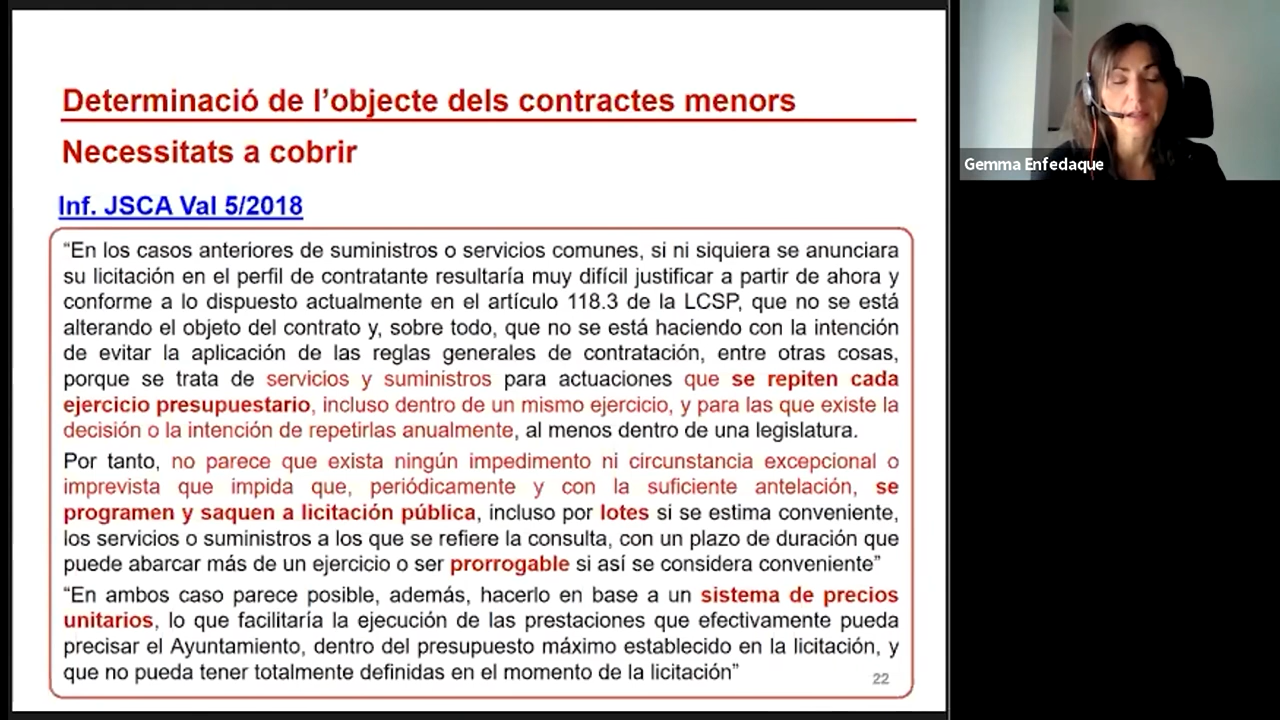 Determinació de l'objecte dels contractes menors
Necessitats a cobrir
Inf. JSCA Val 5/2018
“En los casos anteriores de suministros o servicios comunes, si ni siquiera se anunciara
su licitación en el perfil de contratante resultaría muy difícil justificar a partir de ahora y
conforme a lo dispuesto actualmente en el artículo 118.3 de la LCSP, que no se está
alterando el objeto del contrato y, sobre todo, que no se está haciendo con la intención
de evitar la aplicación de las reglas generales de contratación, entre otras cosas,
porque se trata de servicios y suministros para actuaciones que se repiten cada
ejercicio presupuestario, incluso dentro de un mismo ejercicio, y para las que existe la
decisión o la intención de repetirlas anualmente, al menos dentro de una legislatura.
Por tanto, no parece que exista ningún impedimento ni circunstancia excepcional o
imprevista que impida que, periódicamente y con la suficiente antelación, se
programen y saquen a licitación pública, incluso por lotes si se estima conveniente,
los servicios o suministros a los que se refiere la consulta, con un plazo de duración que
puede abarcar más de un ejercicio o ser prorrogable si así se considera conveniente”
“En ambos caso parece posible, además, hacerlo en base a un sistema de precios
unitarios, lo que facilitaría la ejecución de las prestaciones que efectivamente pueda
precisar el Ayuntamiento, dentro del presupuesto máximo establecido en la licitación, y
que no pueda tener totalmente definidas en el momento de la licitación”
22
Gemma Enfedaque